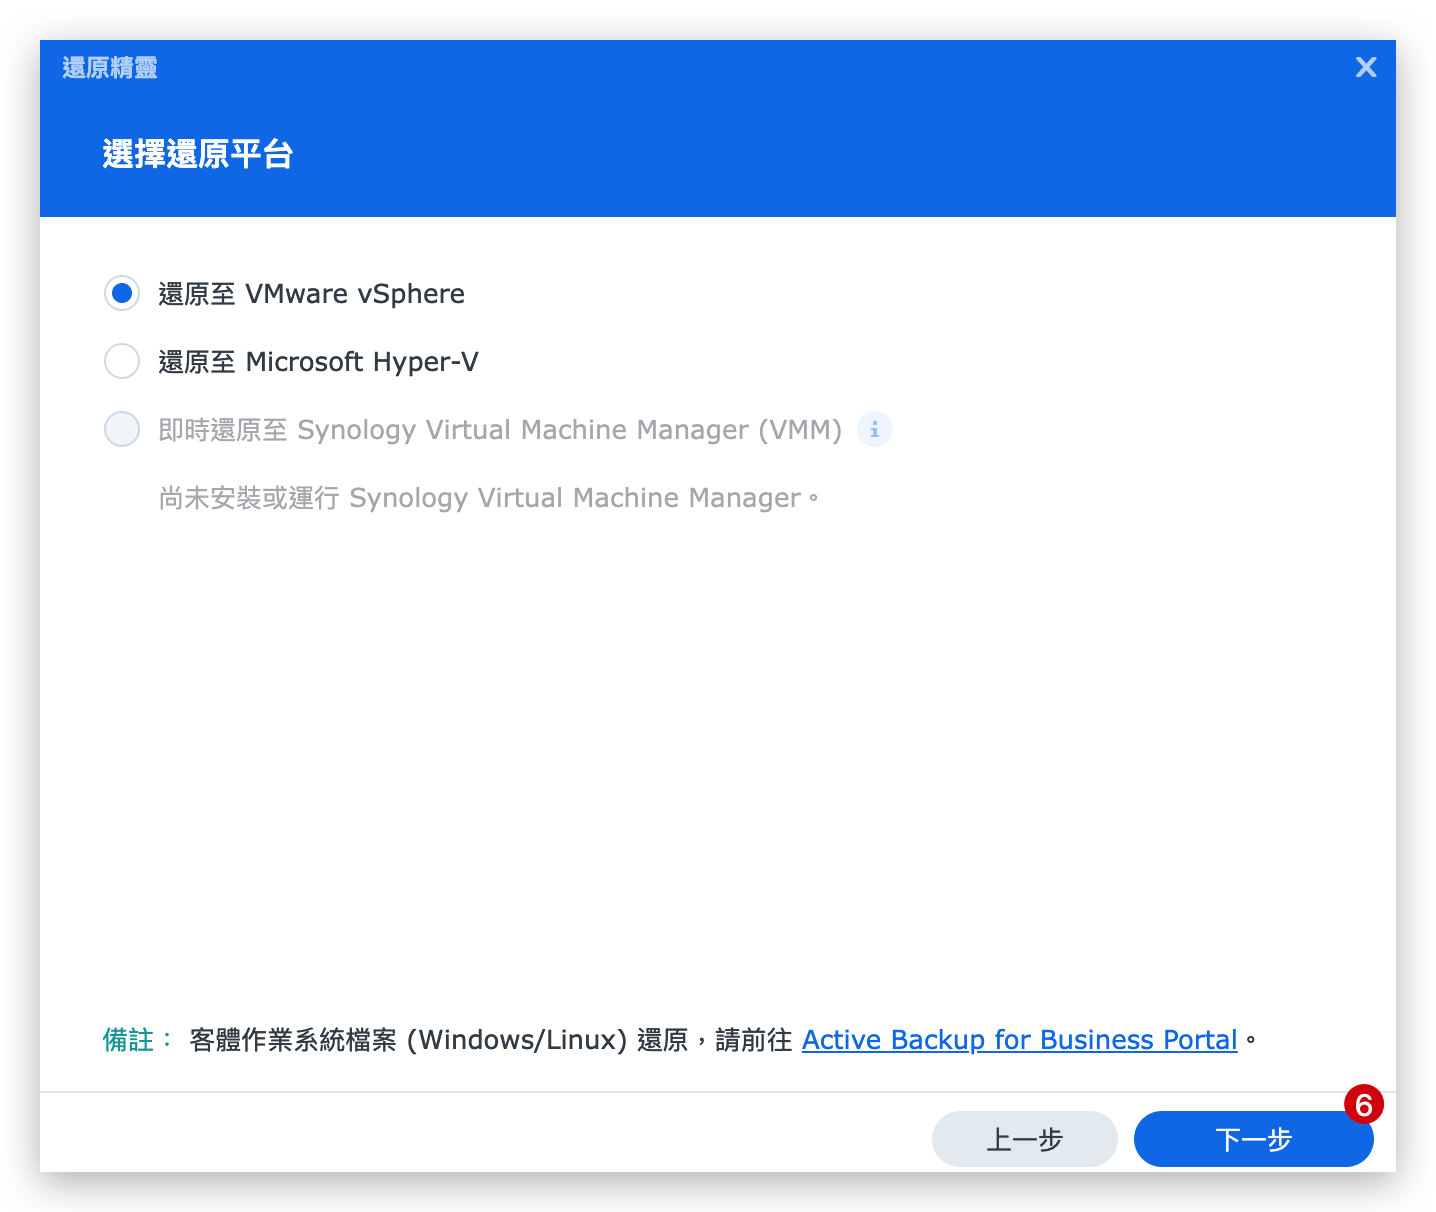 還原精靈
選擇還原平台
還原至 VMware vSphere
還原至 Microsoft Hyper-V
即時還原至 Synology Virtual Machine Manager (VMM) i
尚未安裝或運行 Synology Virtual Machine Manager。
備註： 客體作業系統檔案 (Windows/Linux) 還原，請前往 Active Backup for Business Portal。
6
上一步 下一步